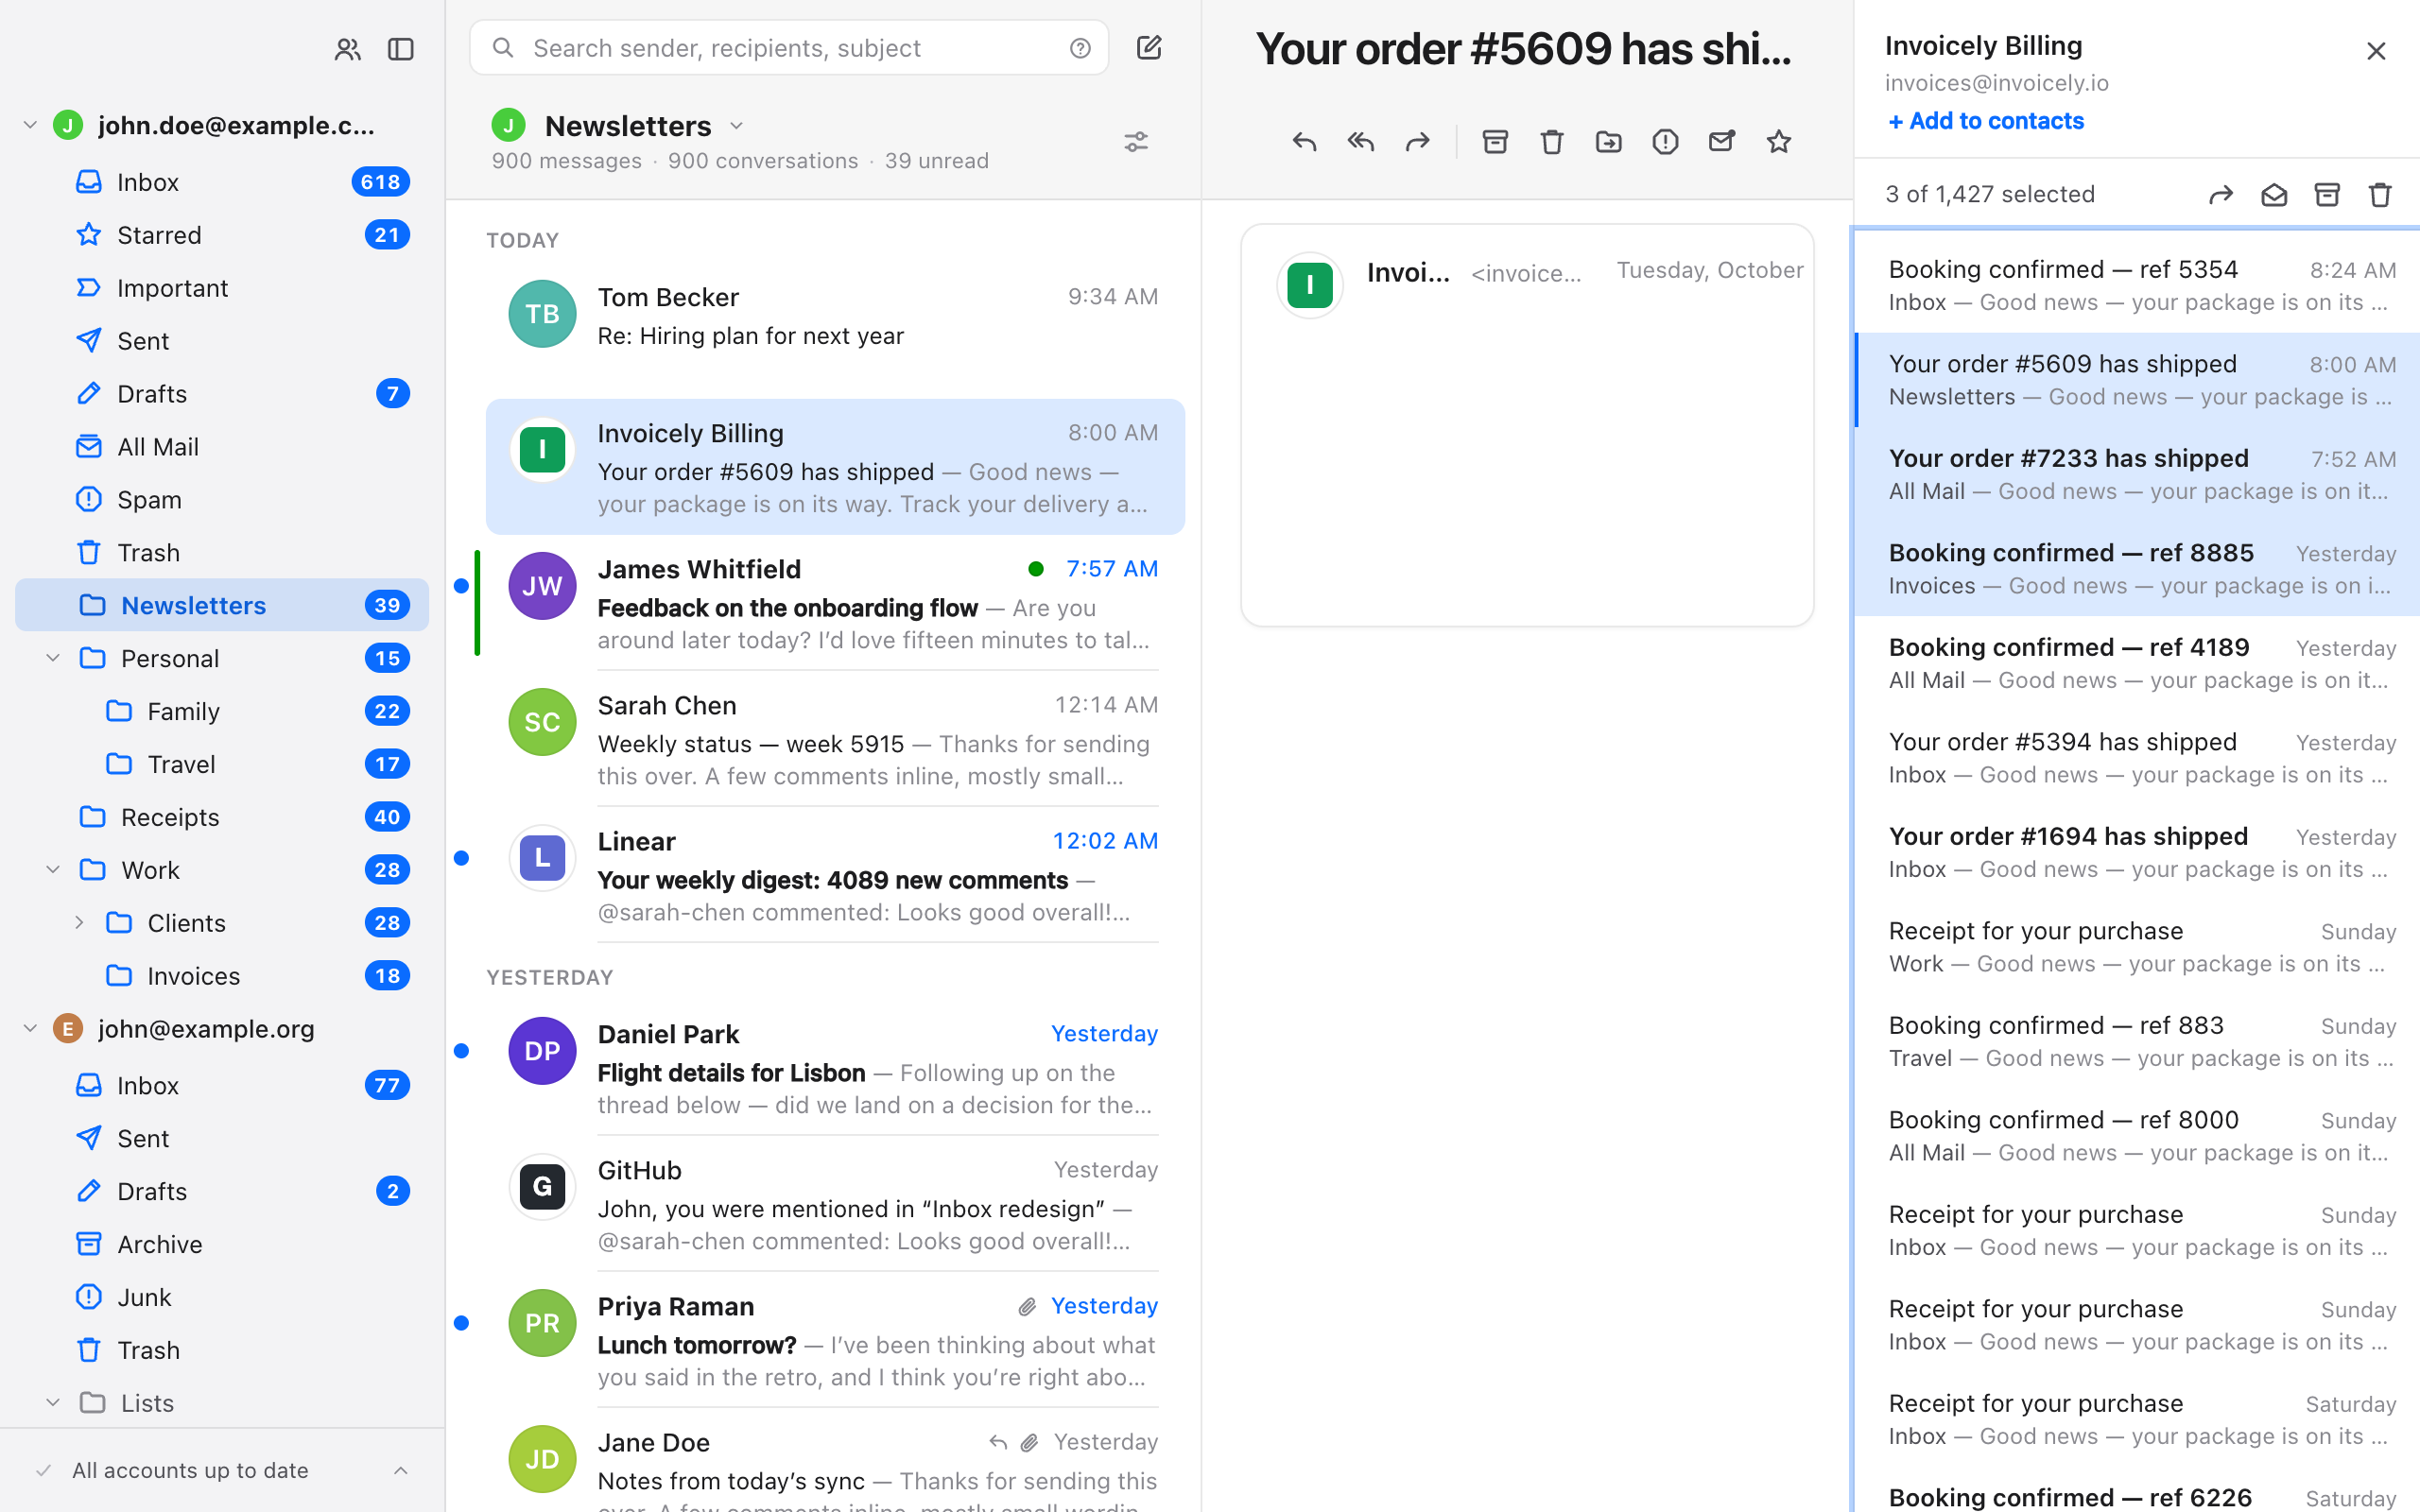 J john.doe@example.c...
Inbox 618
Starred 21
Important
Sent
Drafts 7
All Mail
Spam
Trash
Newsletters 39
Personal 15
Family 22
Travel 17
Receipts 40
Work 28
Clients 28
Invoices 18
E john@example.org
Inbox 77
Sent
Drafts 2
Archive
Junk
Trash
Lists
All accounts up to date
Search sender, recipients, subject
J Newsletters
900 messages · 900 conversations · 39 unread
TODAY
TB Tom Becker 9:34 AM
Re: Hiring plan for next year
I Invoicely Billing 8:00 AM
Your order #5609 has shipped — Good news —
your package is on its way. Track your delivery a...
JW James Whitfield 7:57 AM
Feedback on the onboarding flow — Are you
around later today? I’d love fifteen minutes to tal...
SC Sarah Chen 12:14 AM
Weekly status — week 5915 — Thanks for sending
this over. A few comments inline, mostly small...
L Linear 12:02 AM
Your weekly digest: 4089 new comments —
@sarah-chen commented: Looks good overall!...
YESTERDAY
DP Daniel Park Yesterday
Flight details for Lisbon — Following up on the
thread below — did we land on a decision for the...
G GitHub Yesterday
John, you were mentioned in “Inbox redesign” —
@sarah-chen commented: Looks good overall!...
PR Priya Raman Yesterday
Lunch tomorrow? — I’ve been thinking about what
you said in the retro, and I think you’re right abo...
JD Jane Doe Yesterday
Notes from today’s sync — Thanks for sending this
over. A few comments inline, mostly small wordin...
Your order #5609 has shi...
I Invoi... <invoice... Tuesday, October
Invoicely Billing
invoices@invoicely.io
+ Add to contacts
3 of 1,427 selected
Booking confirmed — ref 5354 8:24 AM
Inbox — Good news — your package is on its ...
Your order #5609 has shipped 8:00 AM
Newsletters — Good news — your package is ...
Your order #7233 has shipped 7:52 AM
All Mail — Good news — your package is on it...
Booking confirmed — ref 8885 Yesterday
Invoices — Good news — your package is on i...
Booking confirmed — ref 4189 Yesterday
All Mail — Good news — your package is on it...
Your order #5394 has shipped Yesterday
Inbox — Good news — your package is on its ...
Your order #1694 has shipped Yesterday
Inbox — Good news — your package is on its ...
Receipt for your purchase Sunday
Work — Good news — your package is on its ...
Booking confirmed — ref 883 Sunday
Travel — Good news — your package is on its ...
Booking confirmed — ref 8000 Sunday
All Mail — Good news — your package is on it...
Receipt for your purchase Sunday
Inbox — Good news — your package is on its ...
Receipt for your purchase Sunday
Inbox — Good news — your package is on its ...
Receipt for your purchase Saturday
Inbox — Good news — your package is on its ...
Booking confirmed — ref 6226 Saturday